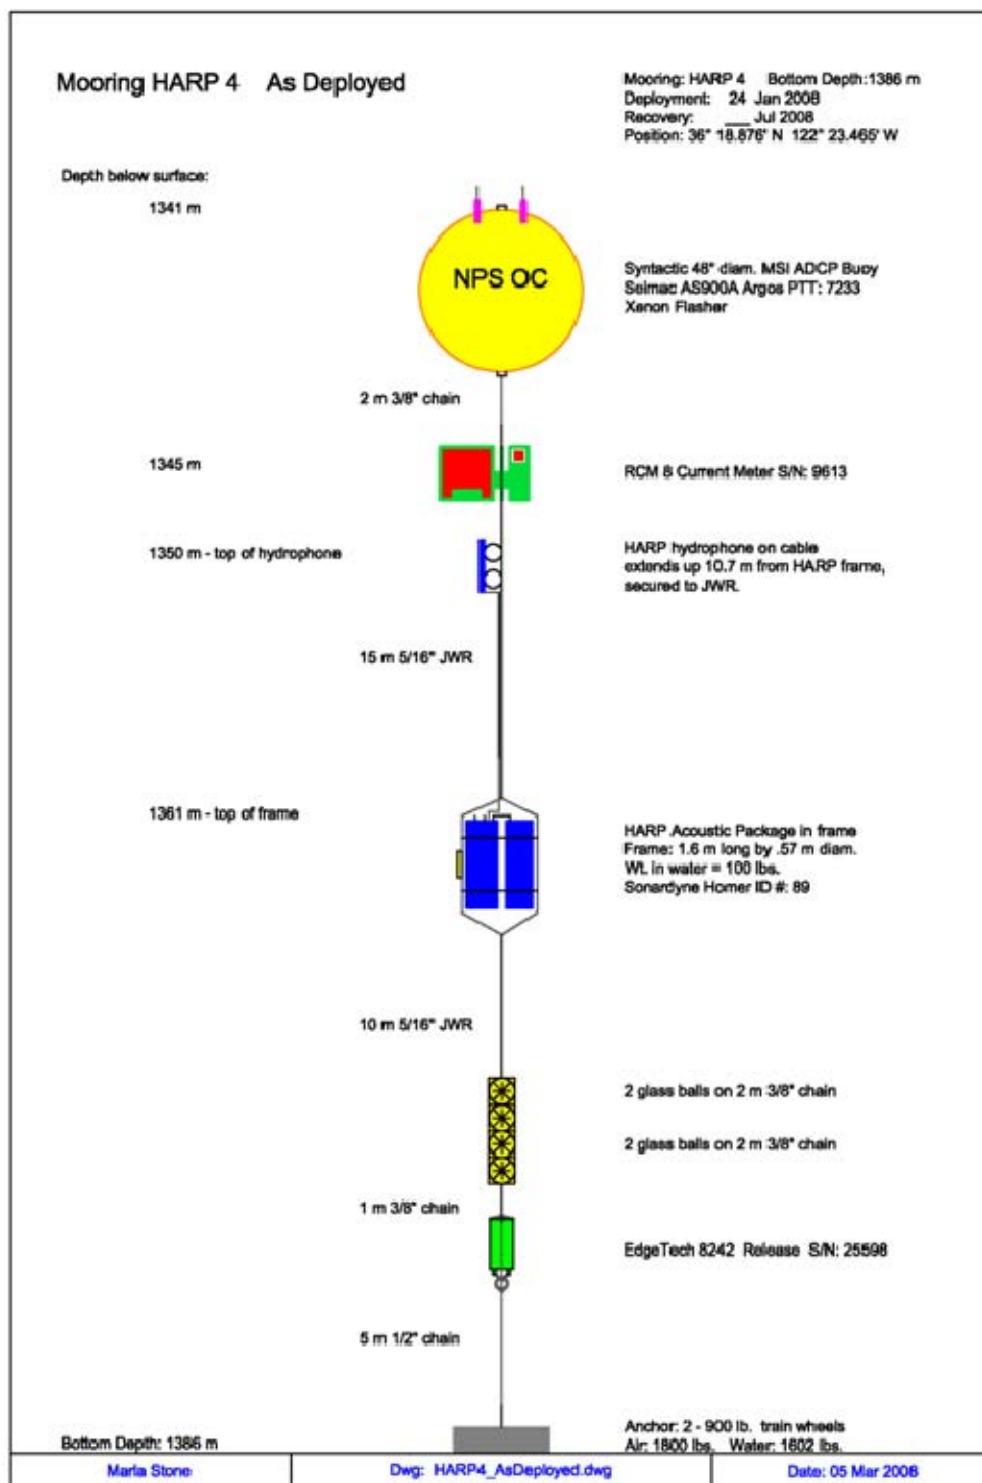 Mooring HARP 4 As Deployed
Mooring: HARP 4 Bottom Depth:1386 m
Deployment: 24 Jan 2008
Recovery: ___ Jul 2008
Position: 36° 18.876' N 122° 23.465' W
Depth below surface:
1341 m
NPS OC
Syntactic 48" diam. MSI ADCP Buoy
Seimac AS900A Argos PTT: 7233
Xenon Flasher
2 m 3/8" chain
1345 m
RCM 8 Current Meter S/N: 9613
1350 m - top of hydrophone
HARP hydrophone on cable
extends up 10.7 m from HARP frame,
secured to JWR.
15 m 5/16" JWR
1361 m - top of frame
HARP Acoustic Package in frame
Frame: 1.6 m long by .57 m diam.
Wt. in water = 100 lbs.
Sonardyne Homer ID #: 89
10 m 5/16" JWR
2 glass balls on 2 m 3/8" chain
2 glass balls on 2 m 3/8" chain
1 m 3/8" chain
EdgeTech 8242 Release S/N: 25598
5 m 1/2" chain
Anchor: 2 - 900 lb. train wheels
Air: 1800 lbs. Water: 1602 lbs.
Bottom Depth: 1386 m
Marla Stone
Dwg: HARP4_AsDeployed.dwg
Date: 05 Mar 2008